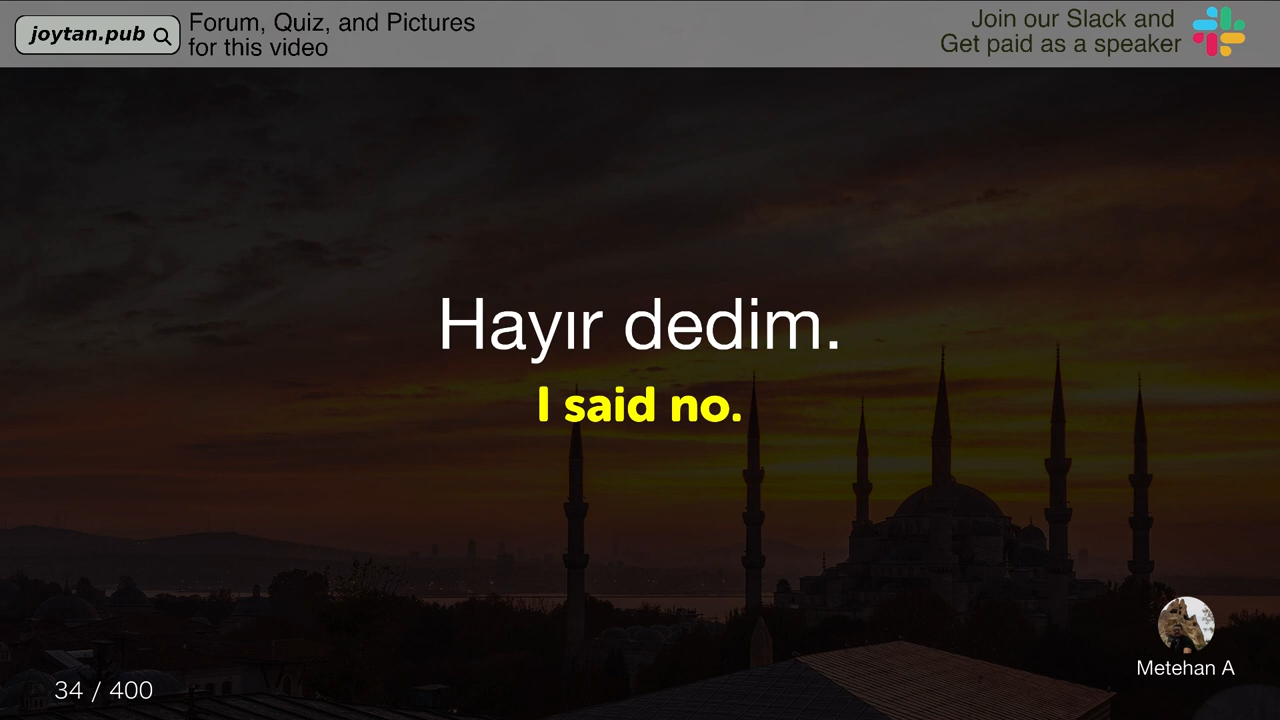 joytan.pub
Forum, Quiz, and Pictures
for this video
Join our Slack and
Get paid as a speaker
Hayır dedim.
I said no.
Metehan A
34 / 400